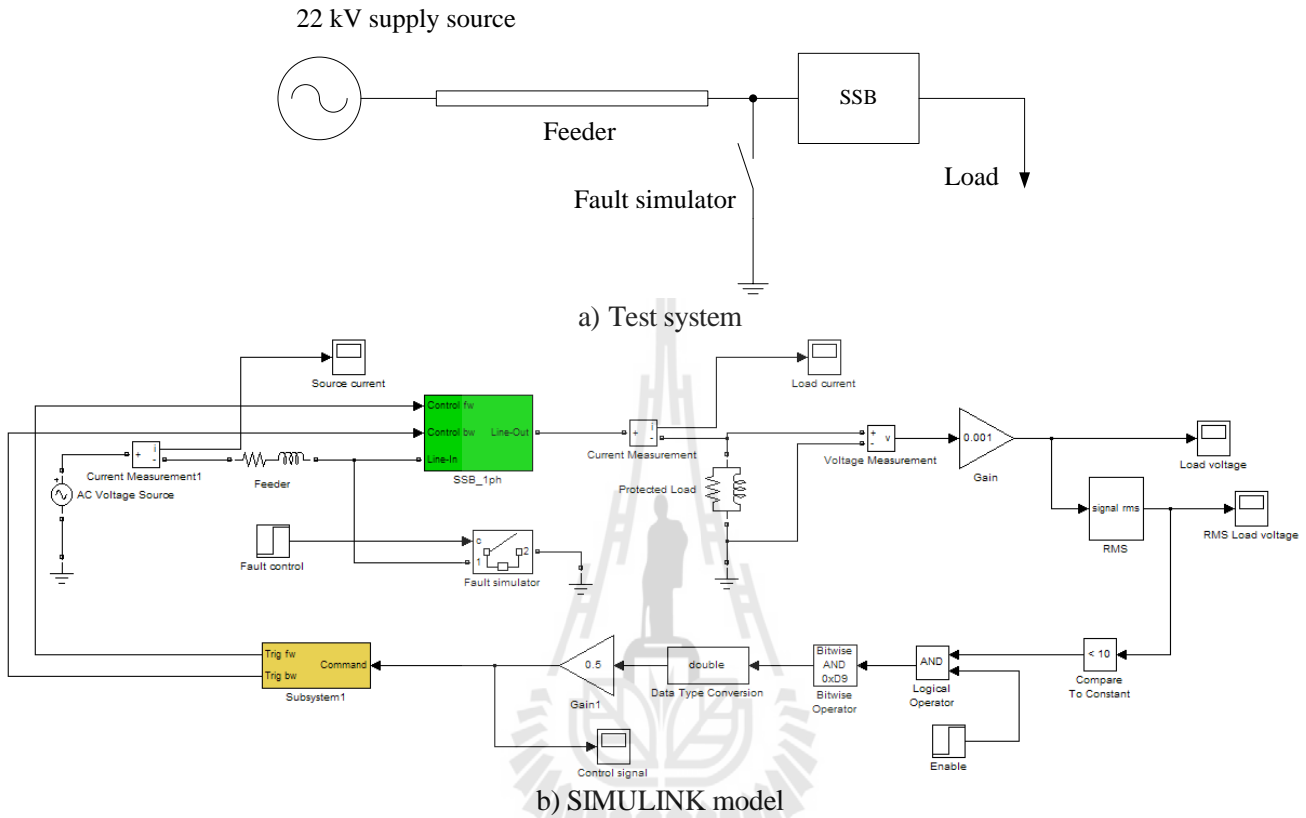 22 kV supply source
SSB
Feeder
Load
Fault simulator
a) Test system
Source current
Load current
Control fw
Control bw
Line-Out
Line-In
SSB_1ph
+
i
-
Current Measurement1
+
AC Voltage Source
Feeder
+
i
-
Current Measurement
+
-
v
Voltage Measurement
0.001
Gain
Load voltage
Protected Load
signal rms
RMS
RMS Load voltage
Fault control
c
1
2
Fault simulator
Trig fw
Trig bw
Command
Subsystem1
0.5
Gain1
double
Data Type Conversion
Bitwise
AND
0xD9
Bitwise
Operator
AND
Logical
Operator
< 10
Compare
To Constant
Enable
Control signal
b) SIMULINK model